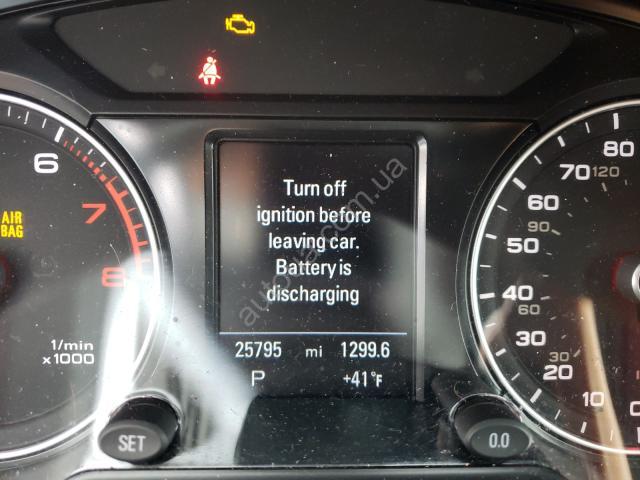 Turn off
ignition before
leaving car.
Battery is
discharging
25795 mi 1299.6
P +41°F
6
7
8
AIR
BAG
1/min
x1000
SET
80
70 120
60
90
50
40
60
30
30
20
10
0
0.0
autoua.com.ua